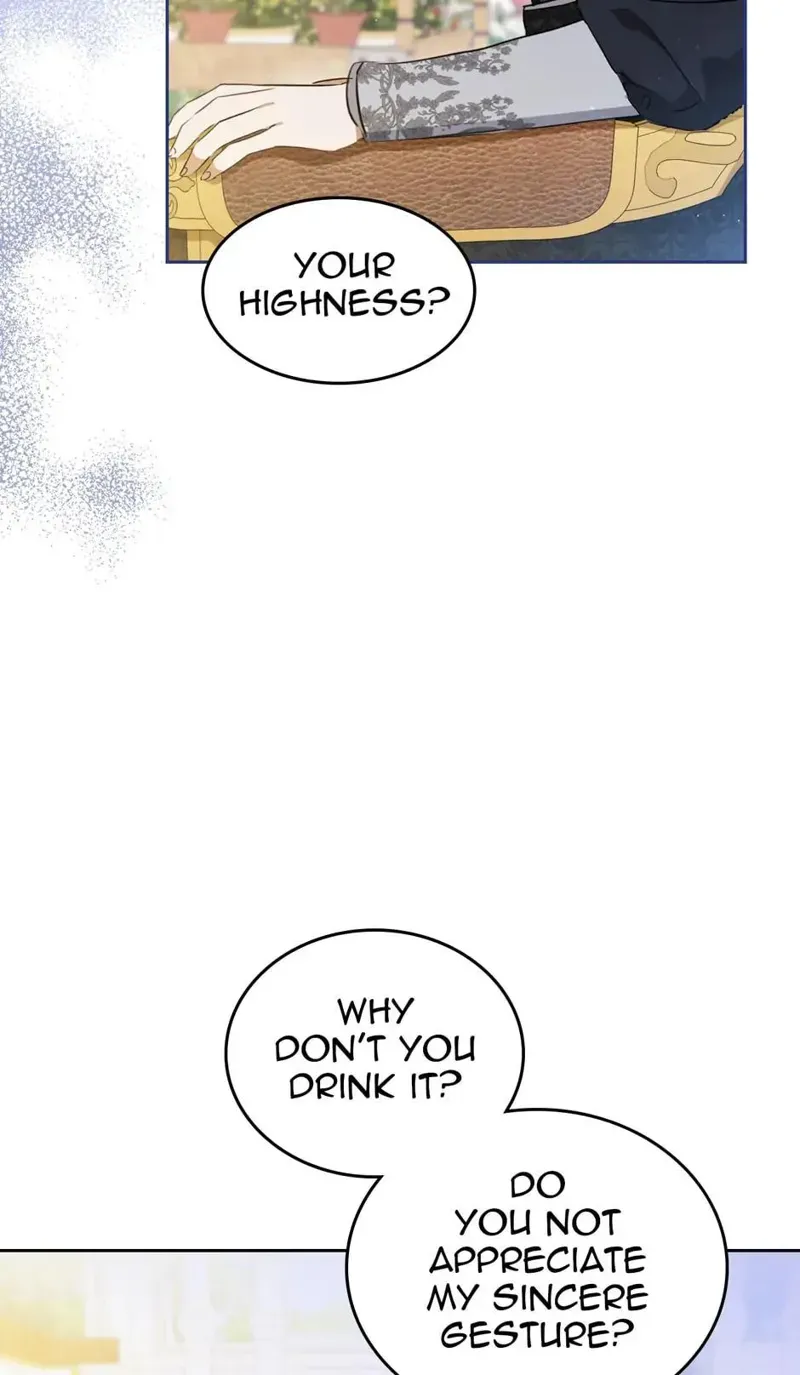 YOUR
HIGHNESS?
WHY
DON'T YOU
DRINK IT?
DO
YOU NOT
APPRECIATE
MY SINCERE
GESTURE?